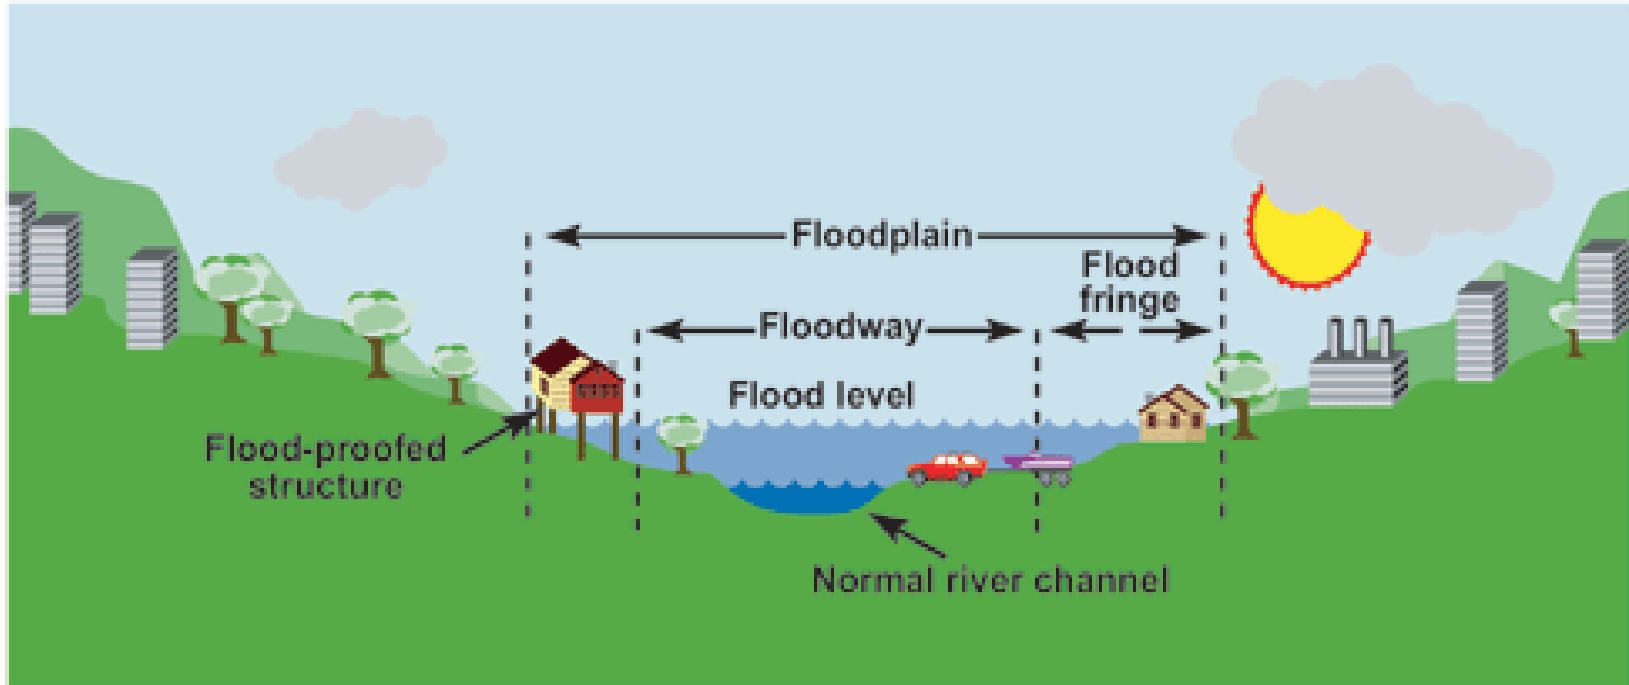 Floodplain
Flood
fringe
Floodway
Flood level
Flood-proofed
structure
Normal river channel